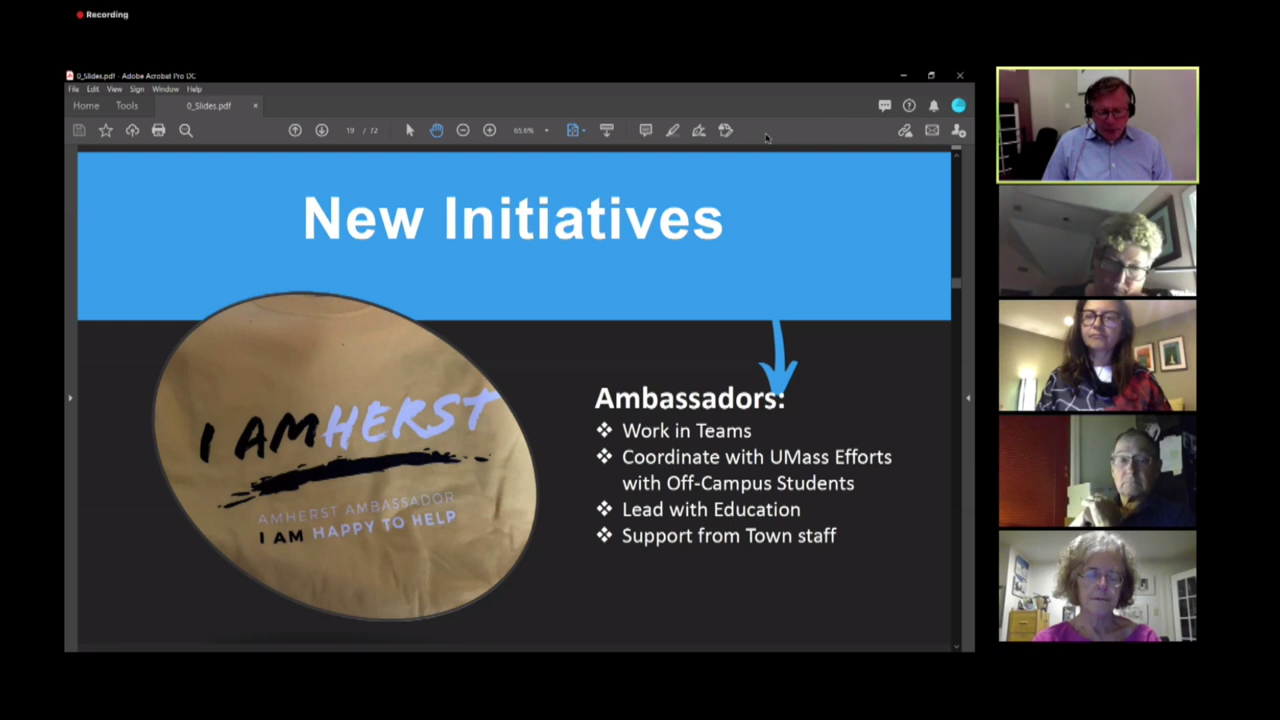 Recording
0_Slides.pdf - Adobe Acrobat Pro DC
File Edit View Sign Window Help
Home Tools 0_Slides.pdf
19 / 72 65.6%
New Initiatives
I AMHERST
AMHERST AMBASSADOR
I AM HAPPY TO HELP
Ambassadors:
❖ Work in Teams
❖ Coordinate with UMass Efforts
with Off-Campus Students
❖ Lead with Education
❖ Support from Town staff